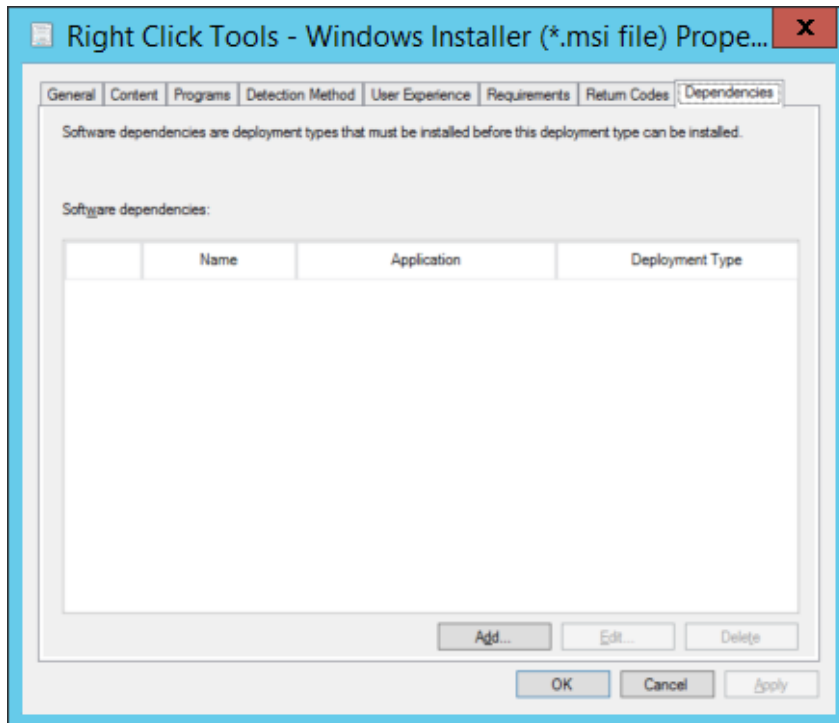 Right Click Tools - Windows Installer (*.msi file) Prope... x
General Content Programs Detection Method User Experience Requirements Return Codes Dependencies
Software dependencies are deployment types that must be installed before this deployment type can be installed.
Software dependencies:
Name Application Deployment Type
Add... Edit... Delete
OK Cancel Apply